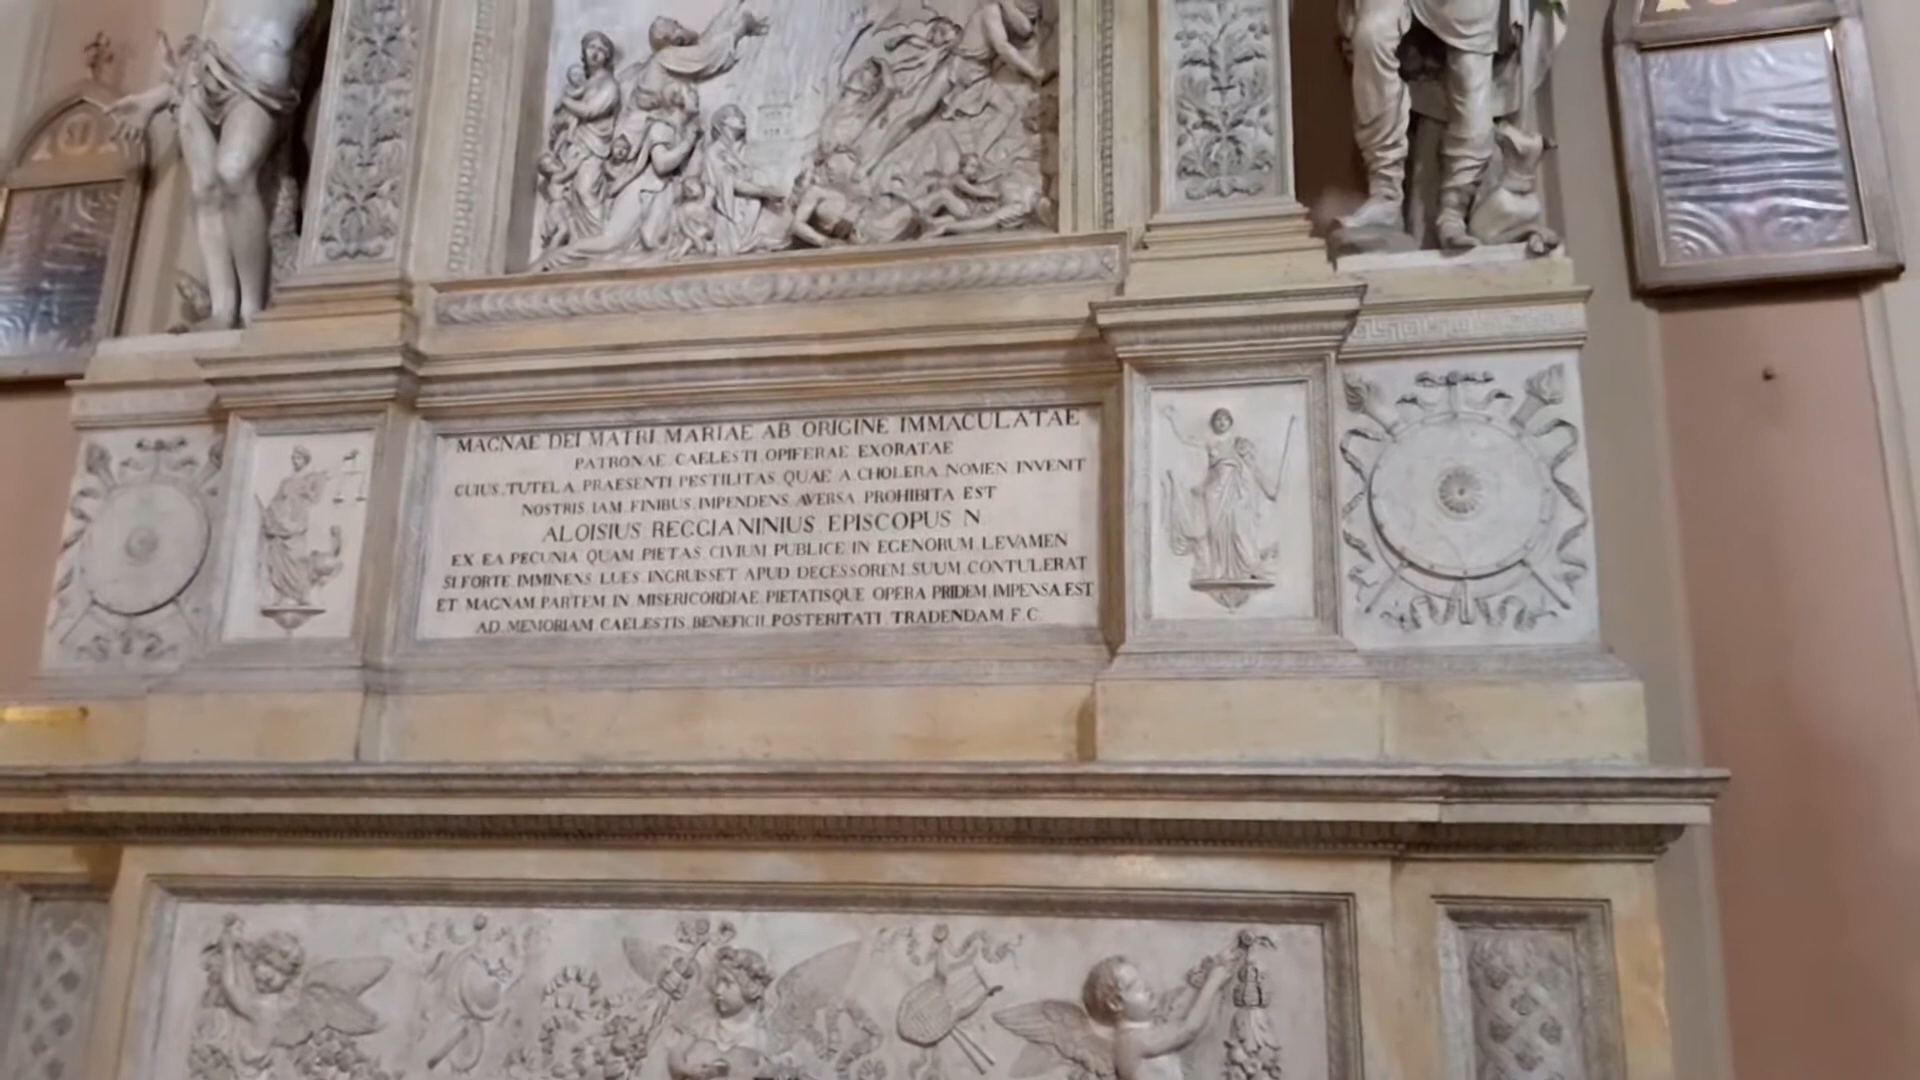 MAGNAE DEI MATRI MARIAE AB ORIGINE IMMACULATAE
PATRONAE CAELESTI OPIFERAE EXORATAE
CUIUS TUTELA PRAESENTI PESTILITAS QUAE A CHOLERA NOMEN INVENIT
NOSTRIS IAM FINIBUS IMPENDENS AVERSA PROHIBITA EST
ALOISIUS REGGIANINIUS EPISCOPUS N
EX EA PECUNIA QUAM PIETAS CIVIUM PUBLICE IN EGENORUM LEVAMEN
SI FORTE IMMINENS LUES INGRUISSET APUD DECESSOREM SUUM CONTULERAT
ET MAGNAM PARTEM IN MISERICORDIAE PIETATISQUE OPERA PRIDEM IMPENSA EST
AD MEMORIAM CAELESTIS BENEFICII POSTERITATI TRADENDAM F.C.